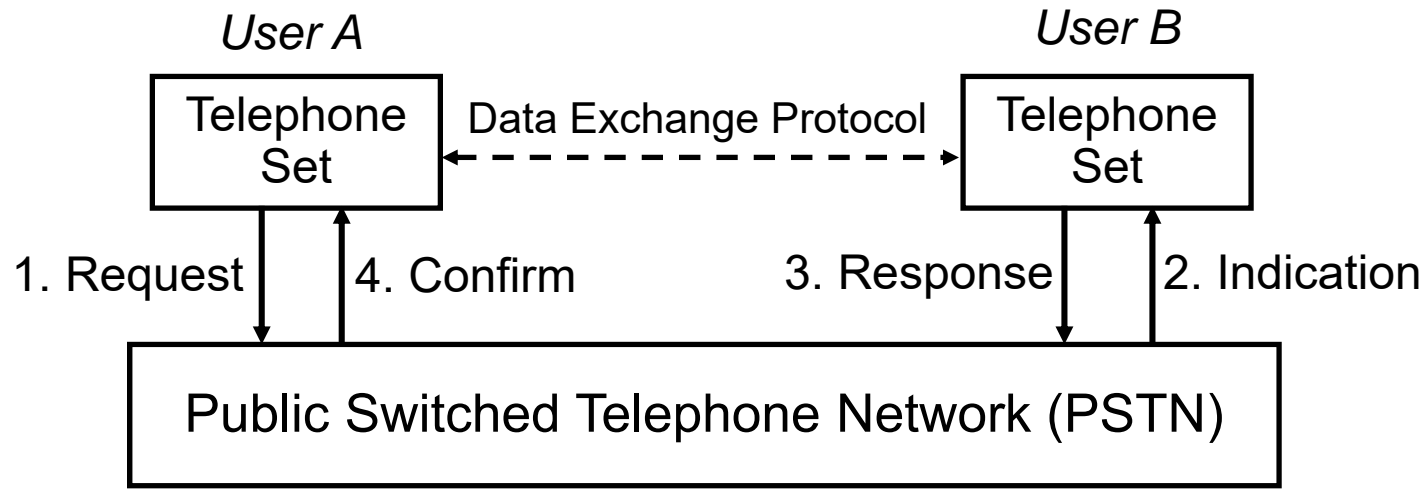 User A
User B
Telephone
Set
Data Exchange Protocol
Telephone
Set
1. Request
4. Confirm
3. Response
2. Indication
Public Switched Telephone Network (PSTN)